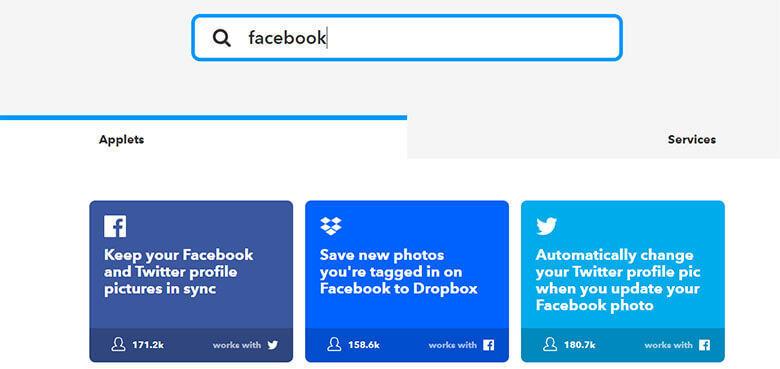 facebook
Applets
Services
Keep your Facebook
and Twitter profile
pictures in sync
171.2k
works with
Save new photos
you're tagged in on
Facebook to Dropbox
158.6k
works with
Automatically change
your Twitter profile pic
when you update your
Facebook photo
180.7k
works with